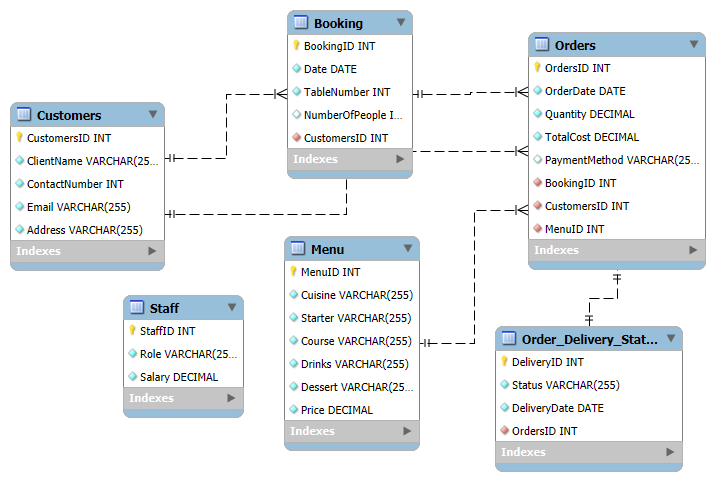 Booking
BookingID INT
Date DATE
TableNumber INT
NumberOfPeople I...
CustomersID INT
Indexes
Orders
OrdersID INT
OrderDate DATE
Quantity DECIMAL
TotalCost DECIMAL
PaymentMethod VARCHAR(25...
BookingID INT
CustomersID INT
MenuID INT
Indexes
Customers
CustomersID INT
ClientName VARCHAR(25...
ContactNumber INT
Email VARCHAR(255)
Address VARCHAR(255)
Indexes
Menu
MenuID INT
Cuisine VARCHAR(255)
Starter VARCHAR(255)
Course VARCHAR(255)
Drinks VARCHAR(255)
Dessert VARCHAR(25...
Price DECIMAL
Indexes
Staff
StaffID INT
Role VARCHAR(25...
Salary DECIMAL
Indexes
Order_Delivery_Stat...
DeliveryID INT
Status VARCHAR(255)
DeliveryDate DATE
OrdersID INT
Indexes